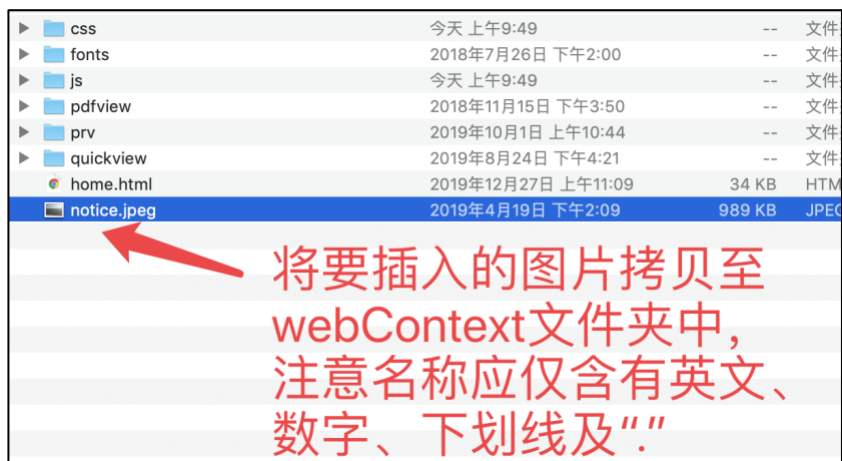 css 今天 上午9:49 -- 文件
fonts 2018年7月26日 下午2:00 -- 文件
js 今天 上午9:49 -- 文件
pdfview 2018年11月15日 下午3:50 -- 文件
prv 2019年10月1日 上午10:44 -- 文件
quickview 2019年8月24日 下午4:21 -- 文件
home.html 2019年12月27日 上午11:09 34 KB HTM
notice.jpeg 2019年4月19日 下午2:09 989 KB JPEG
将要插入的图片拷贝至
webContext文件夹中，
注意名称应仅含有英文、
数字、下划线及“.”